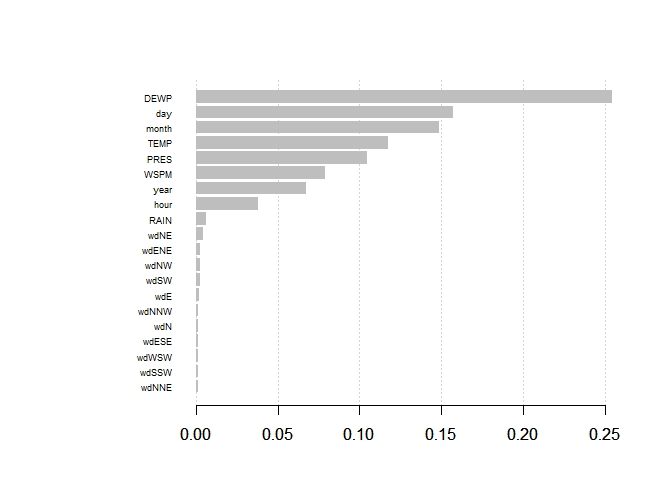 DEWP
day
month
TEMP
PRES
WSPM
year
hour
RAIN
wdNE
wdENE
wdNW
wdSW
wdE
wdNNW
wdN
wdESE
wdWSW
wdSSW
wdNNE
0.00 0.05 0.10 0.15 0.20 0.25